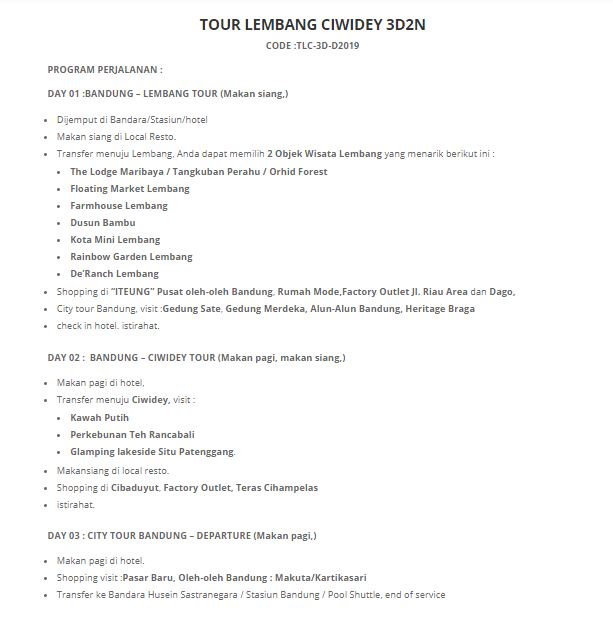 TOUR LEMBANG CIWIDEY 3D2N
CODE :TLC-3D-D2019
PROGRAM PERJALANAN :
DAY 01 :BANDUNG – LEMBANG TOUR (Makan siang,)
Dijemput di Bandara/Stasiun/hotel
Makan siang di Local Resto.
Transfer menuju Lembang, Anda dapat memilih 2 Objek Wisata Lembang yang menarik berikut ini :
The Lodge Maribaya / Tangkuban Perahu / Orhid Forest
Floating Market Lembang
Farmhouse Lembang
Dusun Bambu
Kota Mini Lembang
Rainbow Garden Lembang
De’Ranch Lembang
Shopping di “ITEUNG” Pusat oleh-oleh Bandung, Rumah Mode,Factory Outlet Jl. Riau Area dan Dago,
City tour Bandung, visit :Gedung Sate, Gedung Merdeka, Alun-Alun Bandung, Heritage Braga
check in hotel. istirahat.
DAY 02 : BANDUNG – CIWIDEY TOUR (Makan pagi, makan siang,)
Makan pagi di hotel,
Transfer menuju Ciwidey, visit :
Kawah Putih
Perkebunan Teh Rancabali
Glamping lakeside Situ Patenggang.
Makansiang di local resto.
Shopping di Cibaduyut, Factory Outlet, Teras Cihampelas
istirahat.
DAY 03 : CITY TOUR BANDUNG – DEPARTURE (Makan pagi,)
Makan pagi di hotel.
Shopping visit :Pasar Baru, Oleh-oleh Bandung : Makuta/Kartikasari
Transfer ke Bandara Husein Sastranegara / Stasiun Bandung / Pool Shuttle, end of service